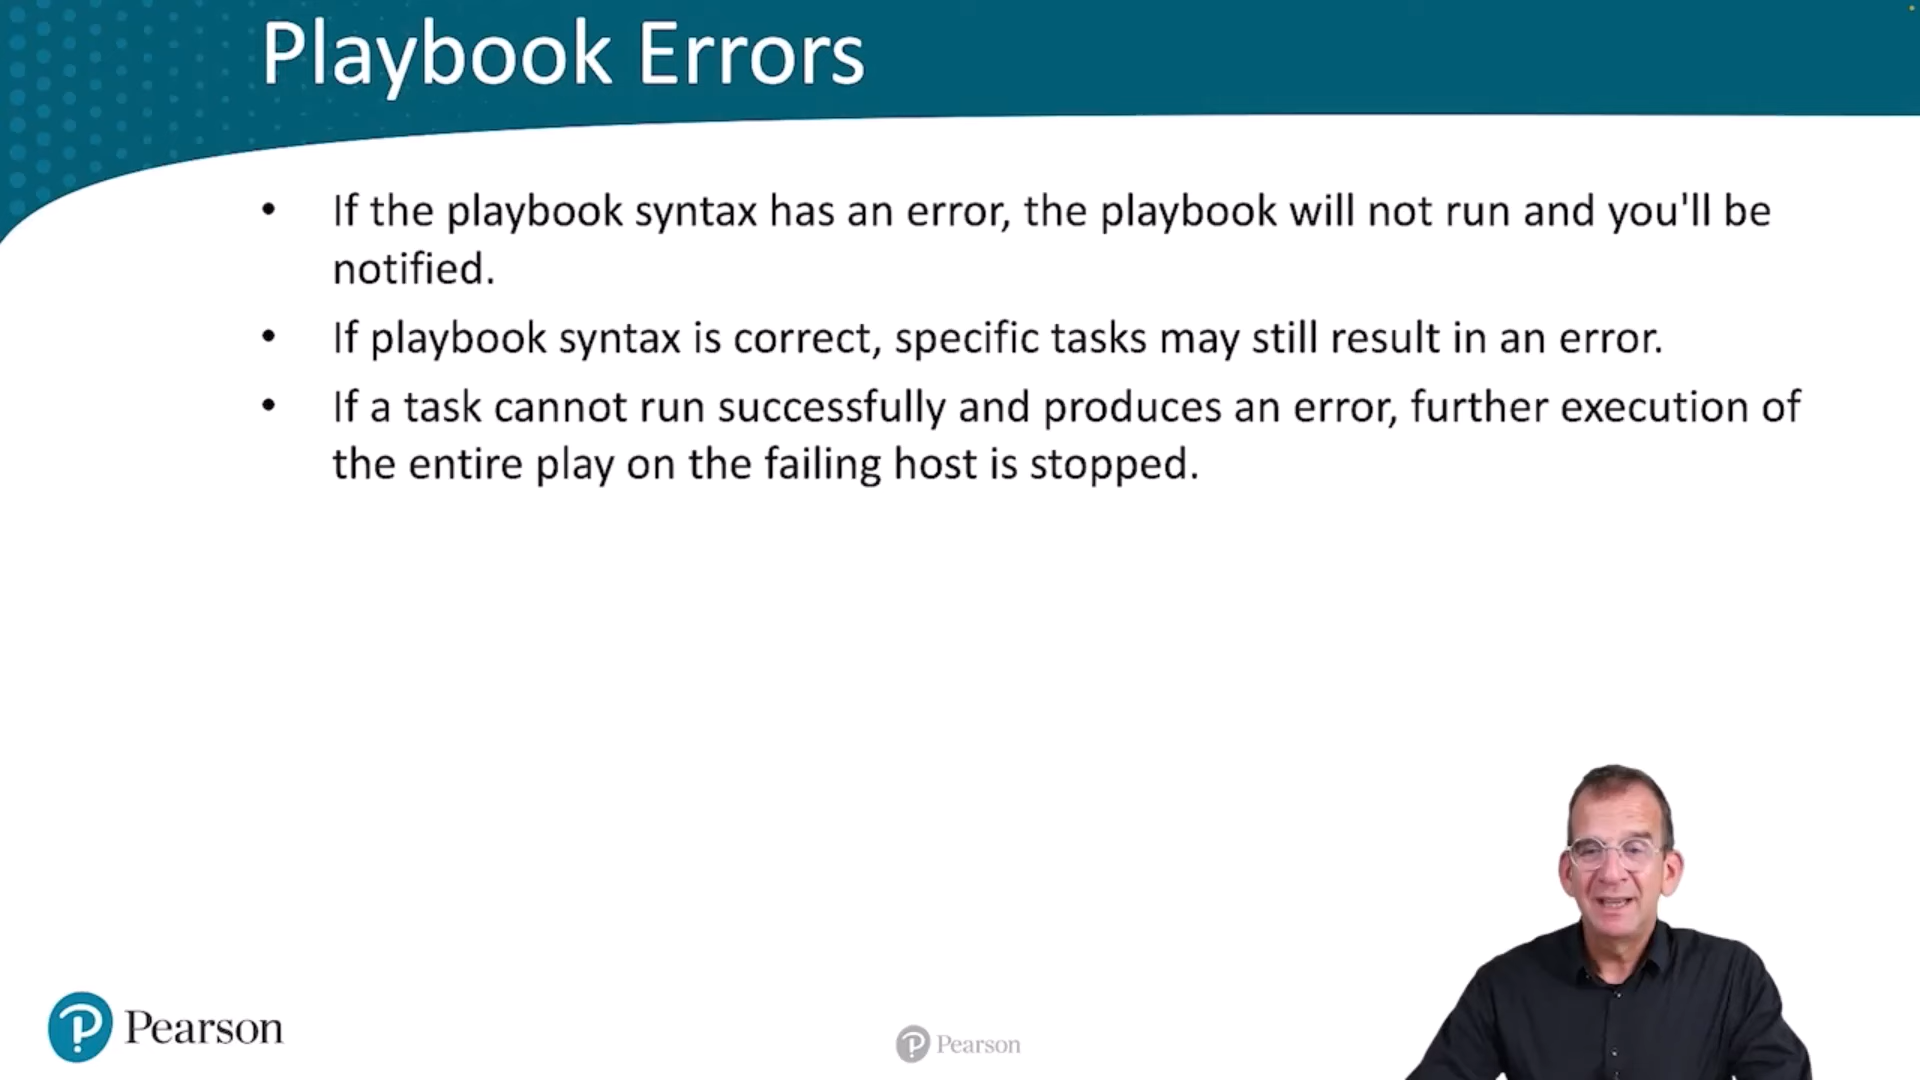 Playbook Errors
• If the playbook syntax has an error, the playbook will not run and you'll be
notified.
• If playbook syntax is correct, specific tasks may still result in an error.
• If a task cannot run successfully and produces an error, further execution of
the entire play on the failing host is stopped.
Pearson
Pearson